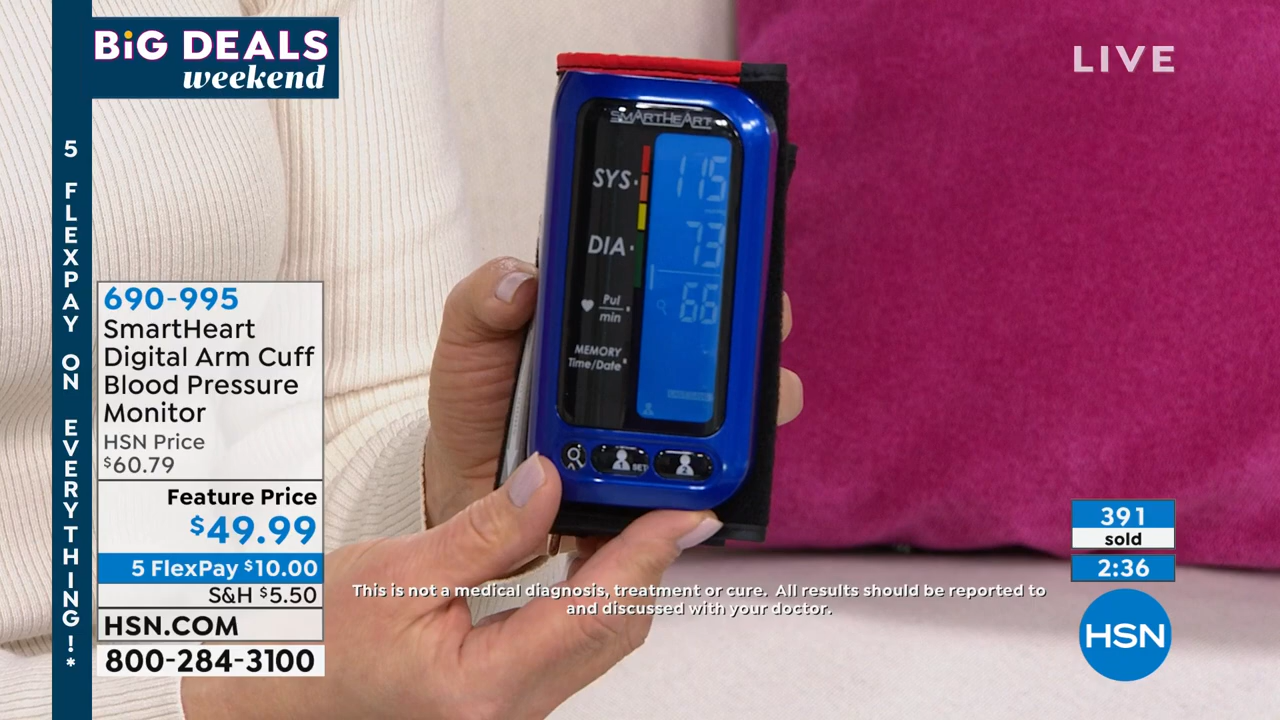 BiG DEALS
weekend
LIVE
5 FLEXPAY ON EVERYTHING!*
SMARTHEART
SYS
115
DIA
73
Pul
min
66
MEMORY
Time/Date
SET
2
690-995
SmartHeart
Digital Arm Cuff
Blood Pressure
Monitor
HSN Price
$60.79
Feature Price
$49.99
5 FlexPay $10.00
S&H $5.50
HSN.COM
800-284-3100
This is not a medical diagnosis, treatment or cure. All results should be reported to
and discussed with your doctor.
391
sold
2:36
HSN